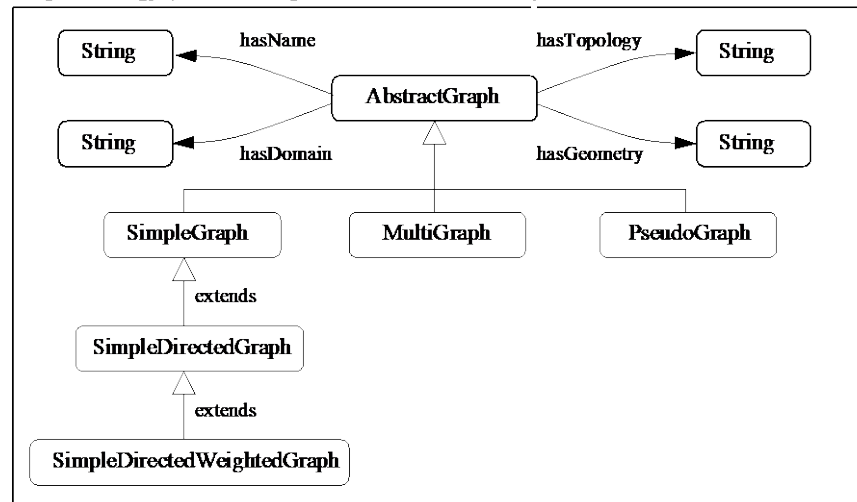 hasName
hasTopology
String
String
AbstractGraph
String
String
hasDomain
hasGeometry
SimpleGraph
MultiGraph
PseudoGraph
extends
SimpleDirectedGraph
extends
SimpleDirectedWeightedGraph